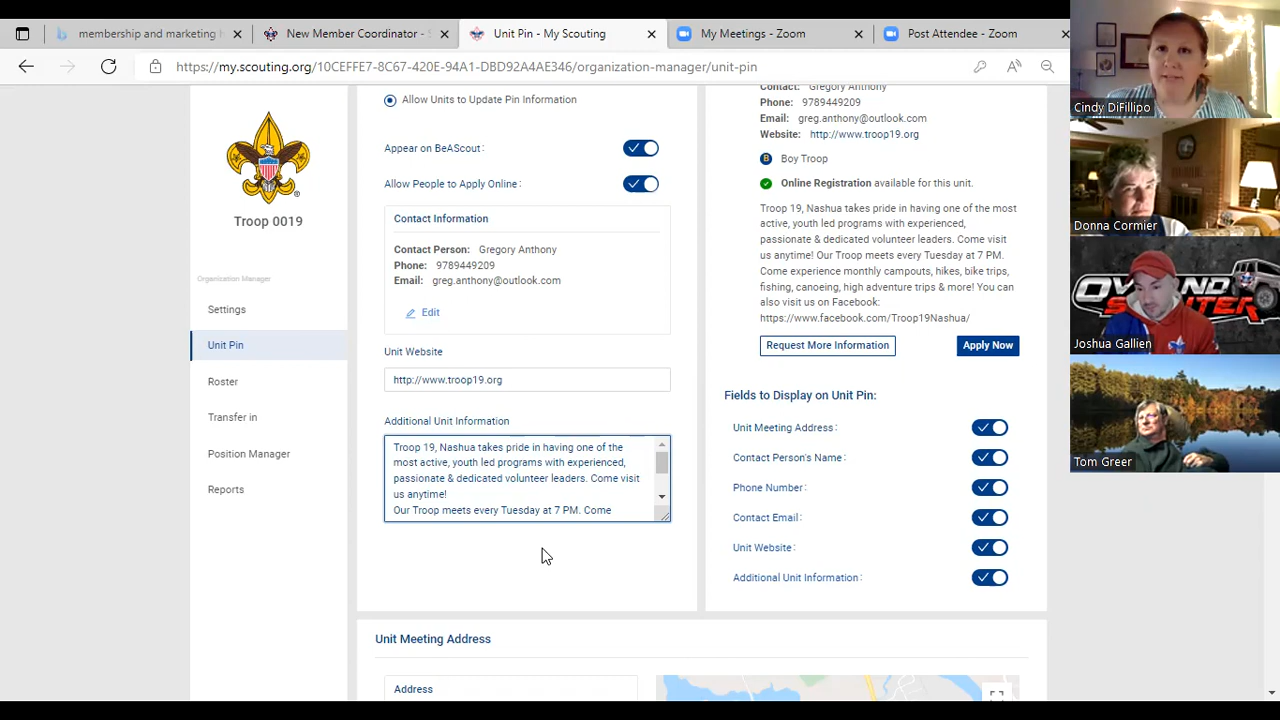 membership and marketing
New Member Coordinator -
Unit Pin - My Scouting
My Meetings - Zoom
Post Attendee - Zoom
https://my.scouting.org/10CEFFE7-8C67-420E-94A1-DBD92A4AE346/organization-manager/unit-pin
Troop 0019
Organization Manager
Settings
Unit Pin
Roster
Transfer in
Position Manager
Reports
Allow Units to Update Pin Information
Appear on BeAScout:
Allow People to Apply Online:
Contact Information
Contact Person: Gregory Anthony
Phone: 9789449209
Email: greg.anthony@outlook.com
Edit
Unit Website
http://www.troop19.org
Additional Unit Information
Troop 19, Nashua takes pride in having one of the
most active, youth led programs with experienced,
passionate & dedicated volunteer leaders. Come visit
us anytime!
Our Troop meets every Tuesday at 7 PM. Come
Contact: Gregory Anthony
Phone: 9789449209
Email: greg.anthony@outlook.com
Website: http://www.troop19.org
B Boy Troop
Online Registration available for this unit.
Troop 19, Nashua takes pride in having one of the most
active, youth led programs with experienced,
passionate & dedicated volunteer leaders. Come visit
us anytime! Our Troop meets every Tuesday at 7 PM.
Come experience monthly campouts, hikes, bike trips,
fishing, canoeing, high adventure trips & more! You can
also visit us on Facebook:
https://www.facebook.com/Troop19Nashua/
Request More Information
Apply Now
Fields to Display on Unit Pin:
Unit Meeting Address:
Contact Person's Name:
Phone Number:
Contact Email:
Unit Website:
Additional Unit Information:
Unit Meeting Address
Address
Cindy DiFillipo
Donna Cormier
Joshua Gallien
Tom Greer